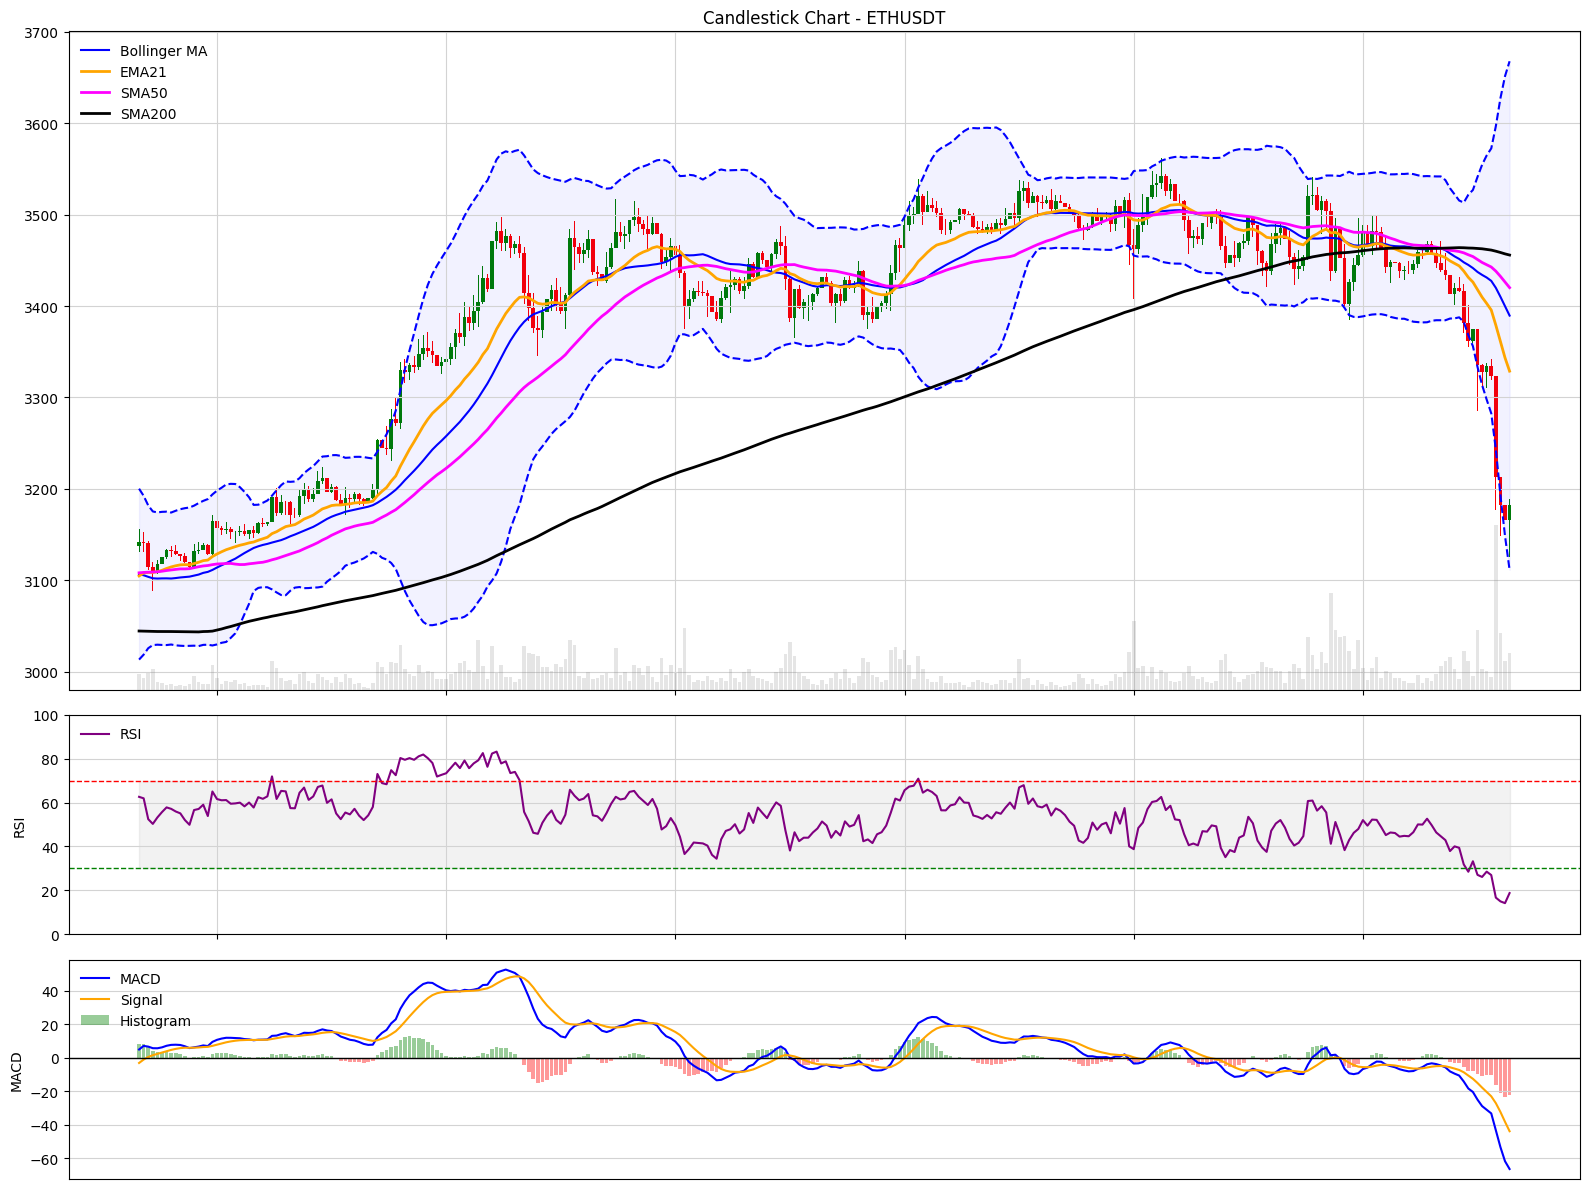 Candlestick Chart - ETHUSDT
3700
3600
3500
3400
3300
3200
3100
3000
Bollinger MA
EMA21
SMA50
SMA200
100
80
60
40
20
0
RSI
RSI
40
20
0
−20
−40
−60
MACD
MACD
Signal
Histogram